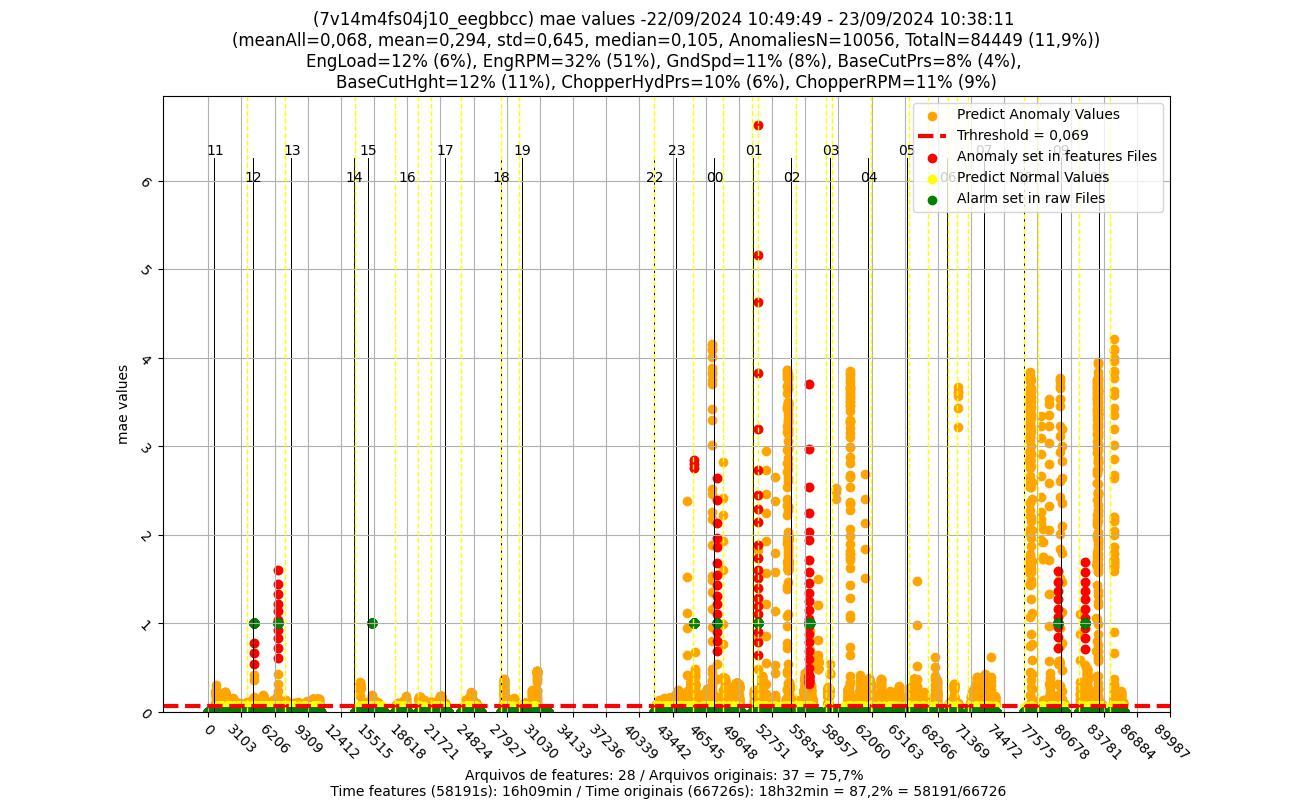 (7v14m4fs04j10_eegbbcc) mae values -22/09/2024 10:49:49 - 23/09/2024 10:38:11
(meanAll=0,068, mean=0,294, std=0,645, median=0,105, AnomaliesN=10056, TotalN=84449 (11,9%))
EngLoad=12% (6%), EngRPM=32% (51%), GndSpd=11% (8%), BaseCutPrs=8% (4%),
BaseCutHght=12% (11%), ChopperHydPrs=10% (6%), ChopperRPM=11% (9%)
Predict Anomaly Values
Trhreshold = 0,069
Anomaly set in features Files
Predict Normal Values
Alarm set in raw Files
11 13 15 17 19 23 01 03 05 07 09
12 14 16 18 22 00 02 04 06
6
5
4
3
2
1
0
mae values
0 3103 6206 9309 12412 15515 18618 21721 24824 27927 31030 34133 37236 40339 43442 46545 49648 52751 55854 58957 62060 65163 68266 71369 74472 77575 80678 83781 86884 89987
Arquivos de features: 28 / Arquivos originais: 37 = 75,7%
Time features (58191s): 16h09min / Time originais (66726s): 18h32min = 87,2% = 58191/66726